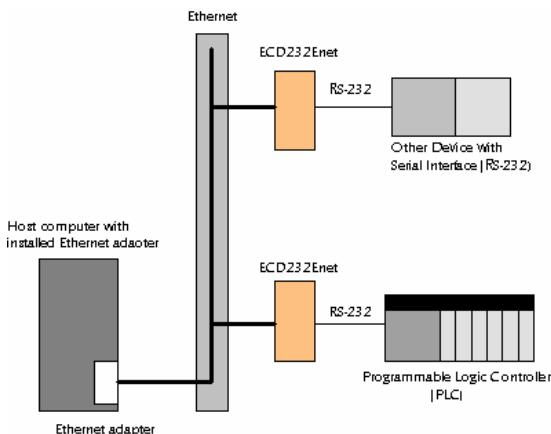 Ethernet
ECD232Enet
RS-232
Other Device with
Serial Interface (RS-232)
Host computer with
installed Ethernet adapter
ECD232Enet
RS-232
Programmable Logic Controller
(PLC)
Ethernet adapter